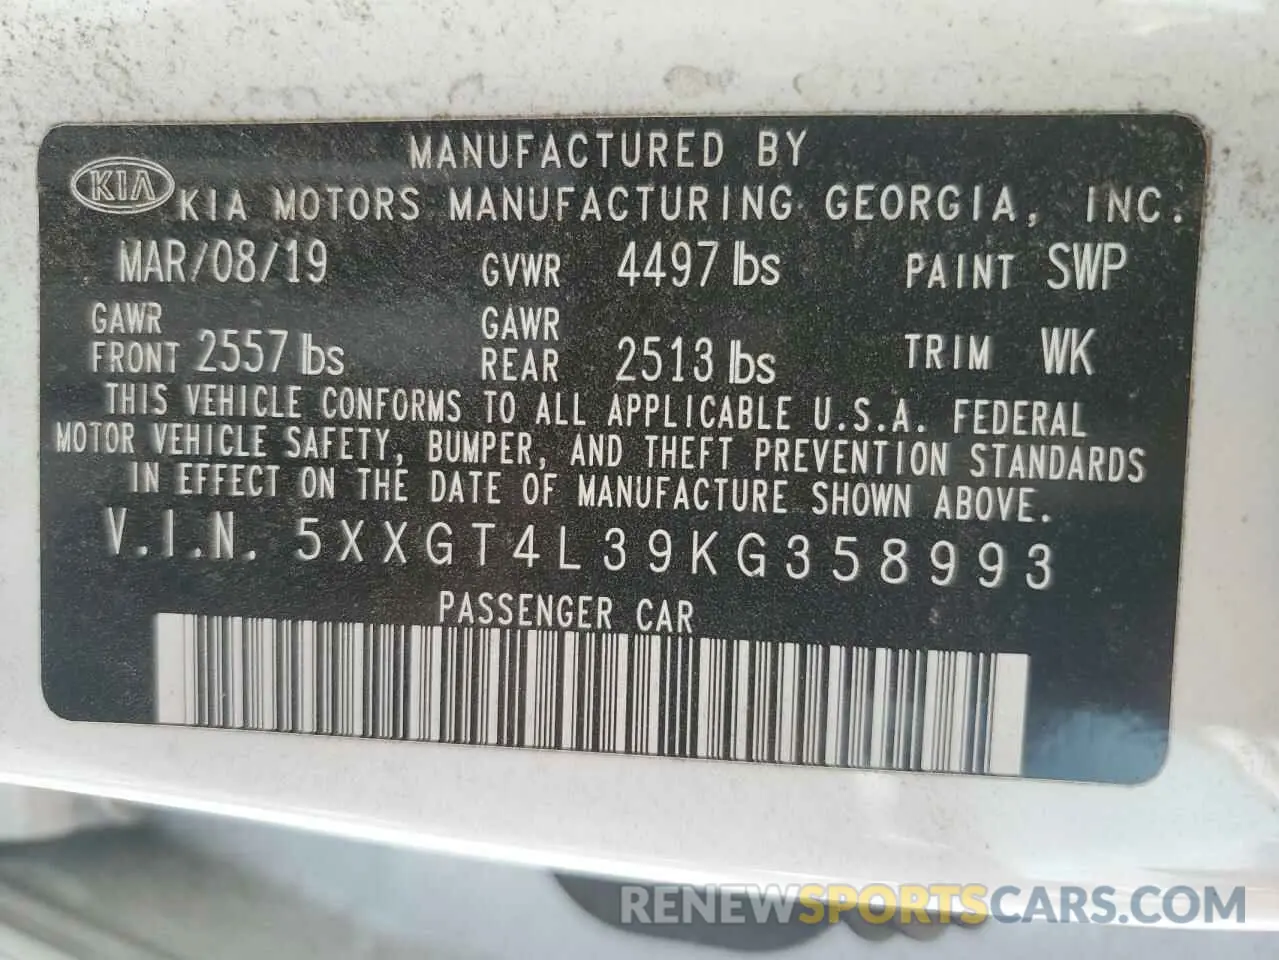 MANUFACTURED BY
KIA KIA MOTORS MANUFACTURING GEORGIA, INC.
MAR/08/19 GVWR 4497 lbs PAINT SWP
GAWR FRONT 2557 lbs GAWR REAR 2513 lbs TRIM WK
THIS VEHICLE CONFORMS TO ALL APPLICABLE U.S.A. FEDERAL
MOTOR VEHICLE SAFETY, BUMPER, AND THEFT PREVENTION STANDARDS
IN EFFECT ON THE DATE OF MANUFACTURE SHOWN ABOVE.
V.I.N. 5XXGT4L39KG358993
PASSENGER CAR
RENEWSPORTSCARS.COM